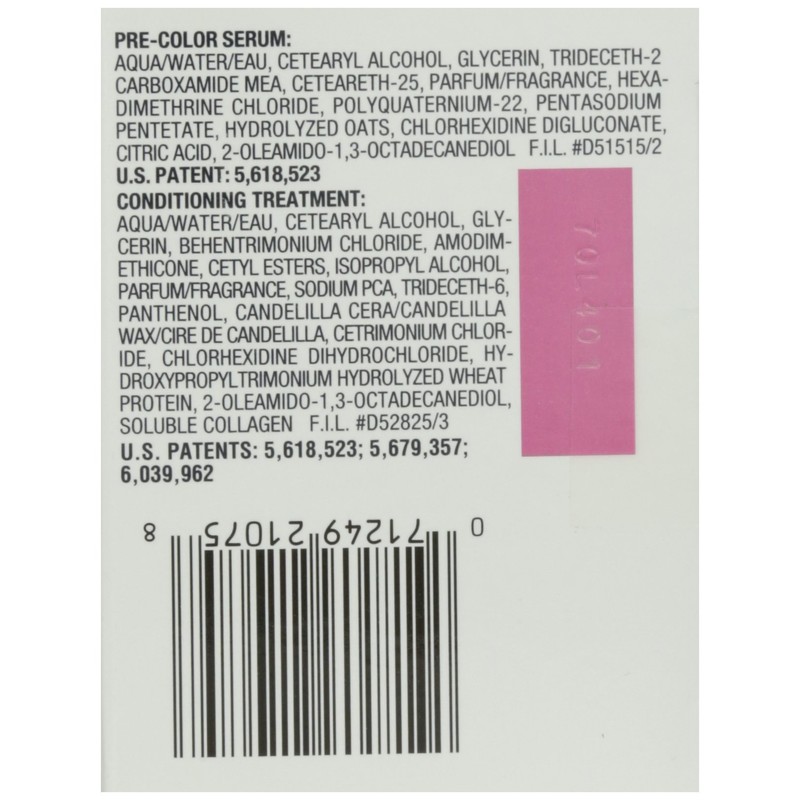 PRE-COLOR SERUM:
AQUA/WATER/EAU, CETEARYL ALCOHOL, GLYCERIN, TRIDECETH-2
CARBOXAMIDE MEA, CETEARETH-25, PARFUM/FRAGRANCE, HEXA-
DIMETHRINE CHLORIDE, POLYQUATERNIUM-22, PENTASODIUM
PENTETATE, HYDROLYZED OATS, CHLORHEXIDINE DIGLUCONATE,
CITRIC ACID, 2-OLEAMIDO-1,3-OCTADECANEDIOL F.I.L. #D51515/2
U.S. PATENT: 5,618,523
CONDITIONING TREATMENT:
AQUA/WATER/EAU, CETEARYL ALCOHOL, GLY-
CERIN, BEHENTRIMONIUM CHLORIDE, AMODIM-
ETHICONE, CETYL ESTERS, ISOPROPYL ALCOHOL,
PARFUM/FRAGRANCE, SODIUM PCA, TRIDECETH-6,
PANTHENOL, CANDELILLA CERA/CANDELILLA
WAX/CIRE DE CANDELILLA, CETRIMONIUM CHLOR-
IDE, CHLORHEXIDINE DIHYDROCHLORIDE, HY-
DROXYPROPYLTRIMONIUM HYDROLYZED WHEAT
PROTEIN, 2-OLEAMIDO-1,3-OCTADECANEDIOL,
SOLUBLE COLLAGEN F.I.L. #D52825/3
U.S. PATENTS: 5,618,523; 5,679,357;
6,039,962
70L401
0 71249 21075 8